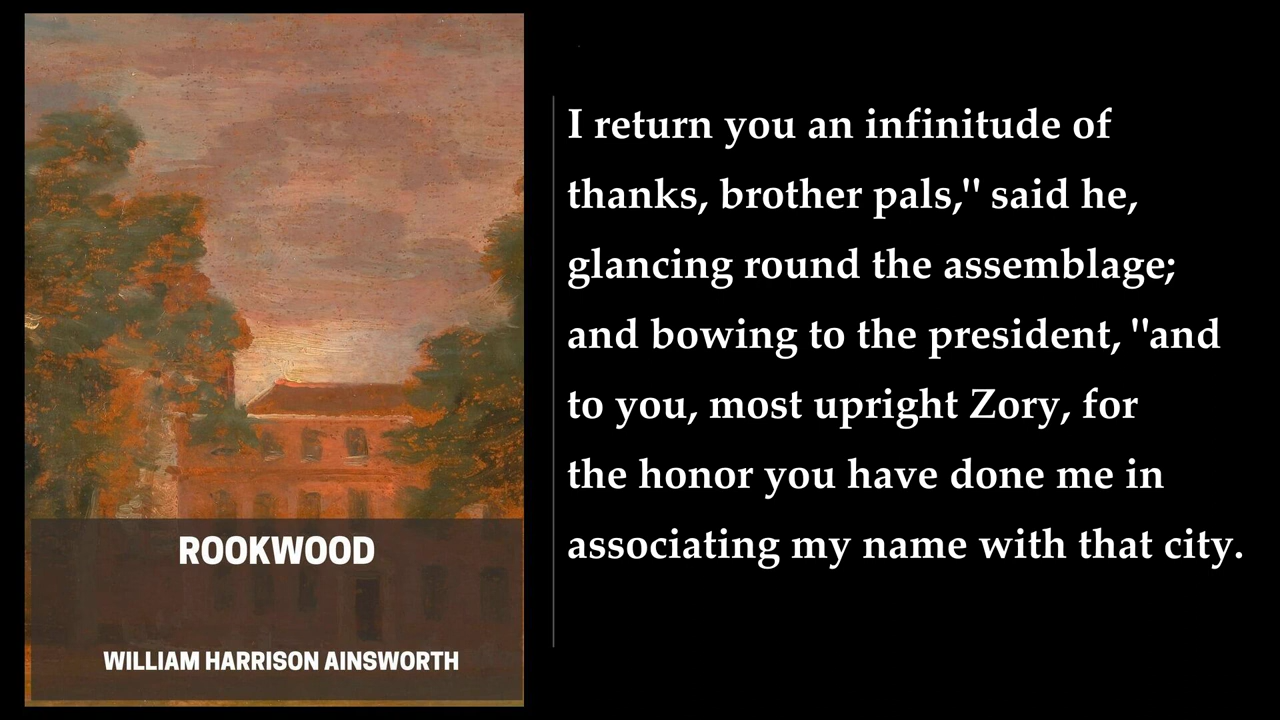 ROOKWOOD
WILLIAM HARRISON AINSWORTH
I return you an infinitude of
thanks, brother pals," said he,
glancing round the assemblage;
and bowing to the president, "and
to you, most upright Zory, for
the honor you have done me in
associating my name with that city.